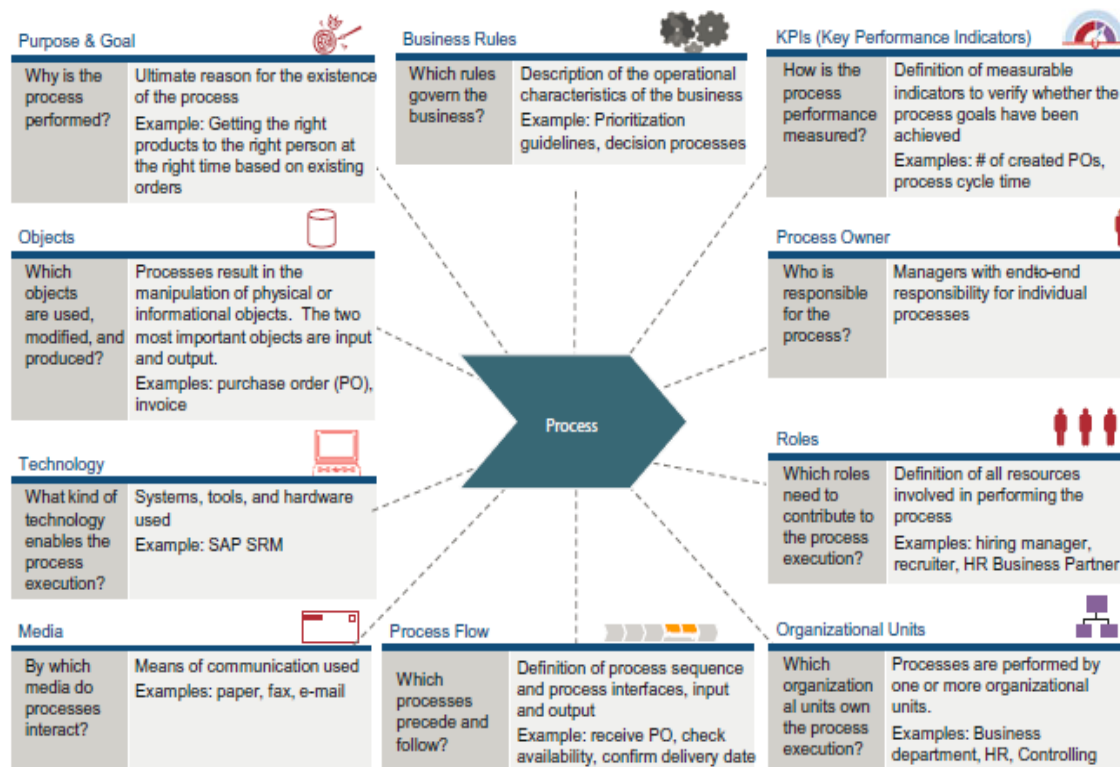 Purpose & Goal
Why is the
process
performed?
Ultimate reason for the existence
of the process
Example: Getting the right
products to the right person at
the right time based on existing
orders
Business Rules
Which rules
govern the
business?
Description of the operational
characteristics of the business
Example: Prioritization
guidelines, decision processes
KPIs (Key Performance Indicators)
How is the
process
performance
measured?
Definition of measurable
indicators to verify whether the
process goals have been
achieved
Examples: # of created POs,
process cycle time
Objects
Which
objects
are used,
modified, and
produced?
Processes result in the
manipulation of physical or
informational objects. The two
most important objects are input
and output.
Examples: purchase order (PO),
invoice
Process Owner
Who is
responsible
for the
process?
Managers with end-to-end
responsibility for individual
processes
Process
Technology
What kind of
technology
enables the
process
execution?
Systems, tools, and hardware
used
Example: SAP SRM
Roles
Which roles
need to
contribute to
the process
execution?
Definition of all resources
involved in performing the
process
Examples: hiring manager,
recruiter, HR Business Partner
Media
By which
media do
processes
interact?
Means of communication used
Examples: paper, fax, e-mail
Process Flow
Which
processes
precede and
follow?
Definition of process sequence
and process interfaces, input
and output
Example: receive PO, check
availability, confirm delivery date
Organizational Units
Which
organization
al units own
the process
execution?
Processes are performed by
one or more organizational
units.
Examples: Business
department, HR, Controlling